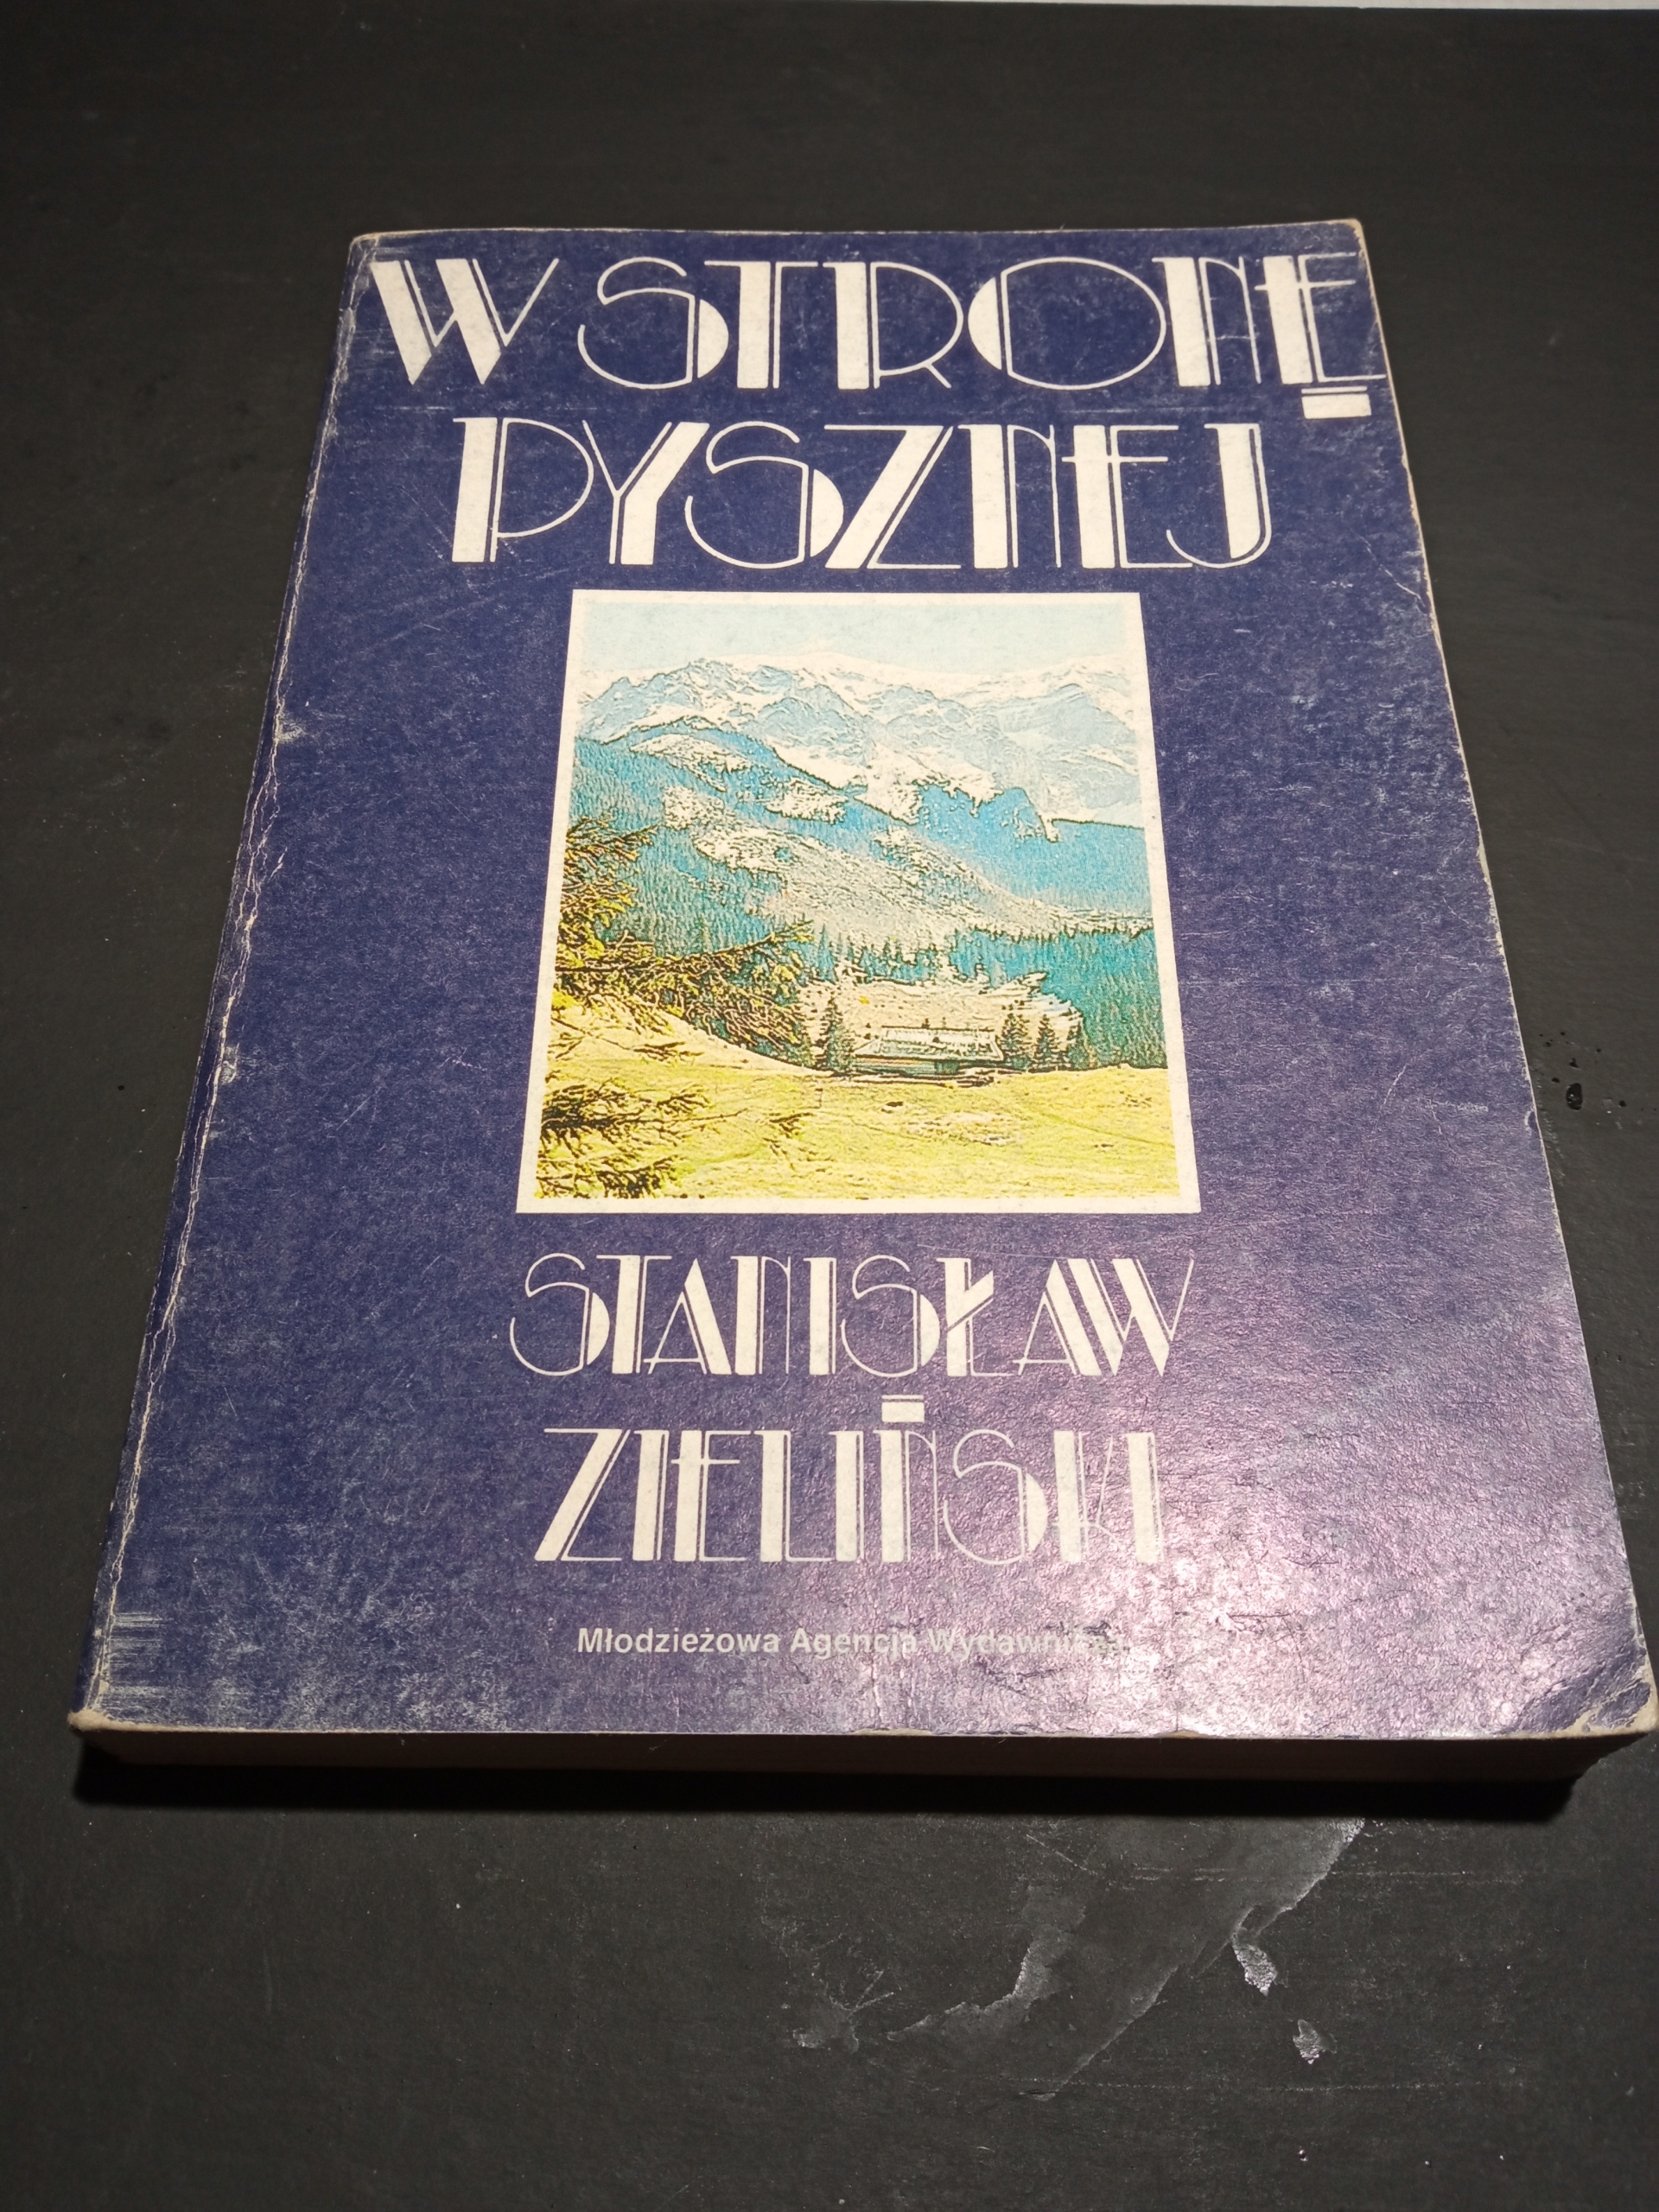 W STRONĘ
PYSZNEJ
STANISŁAW
ZIELIŃSKI
Młodzieżowa Agencja Wydawnicza